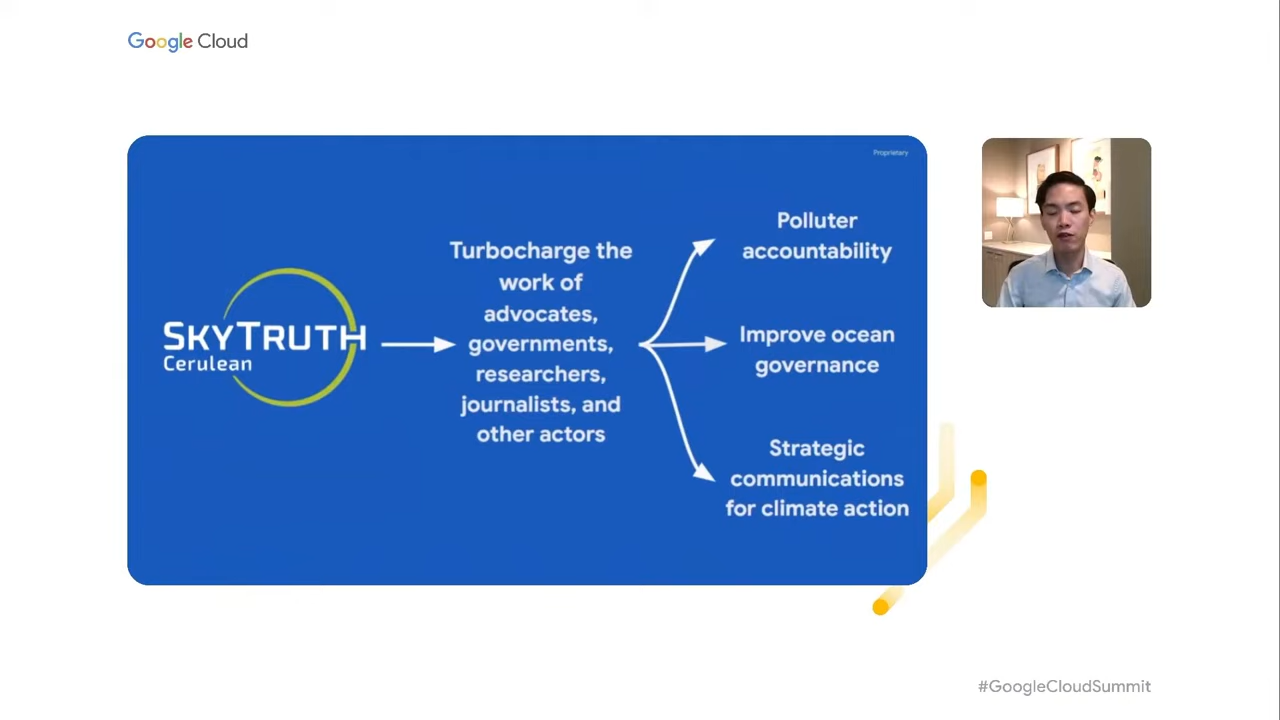 Google Cloud
Proprietary
SKYTRUTH
Cerulean
Turbocharge the
work of
advocates,
governments,
researchers,
journalists, and
other actors
Polluter
accountability
Improve ocean
governance
Strategic
communications
for climate action
#GoogleCloudSummit